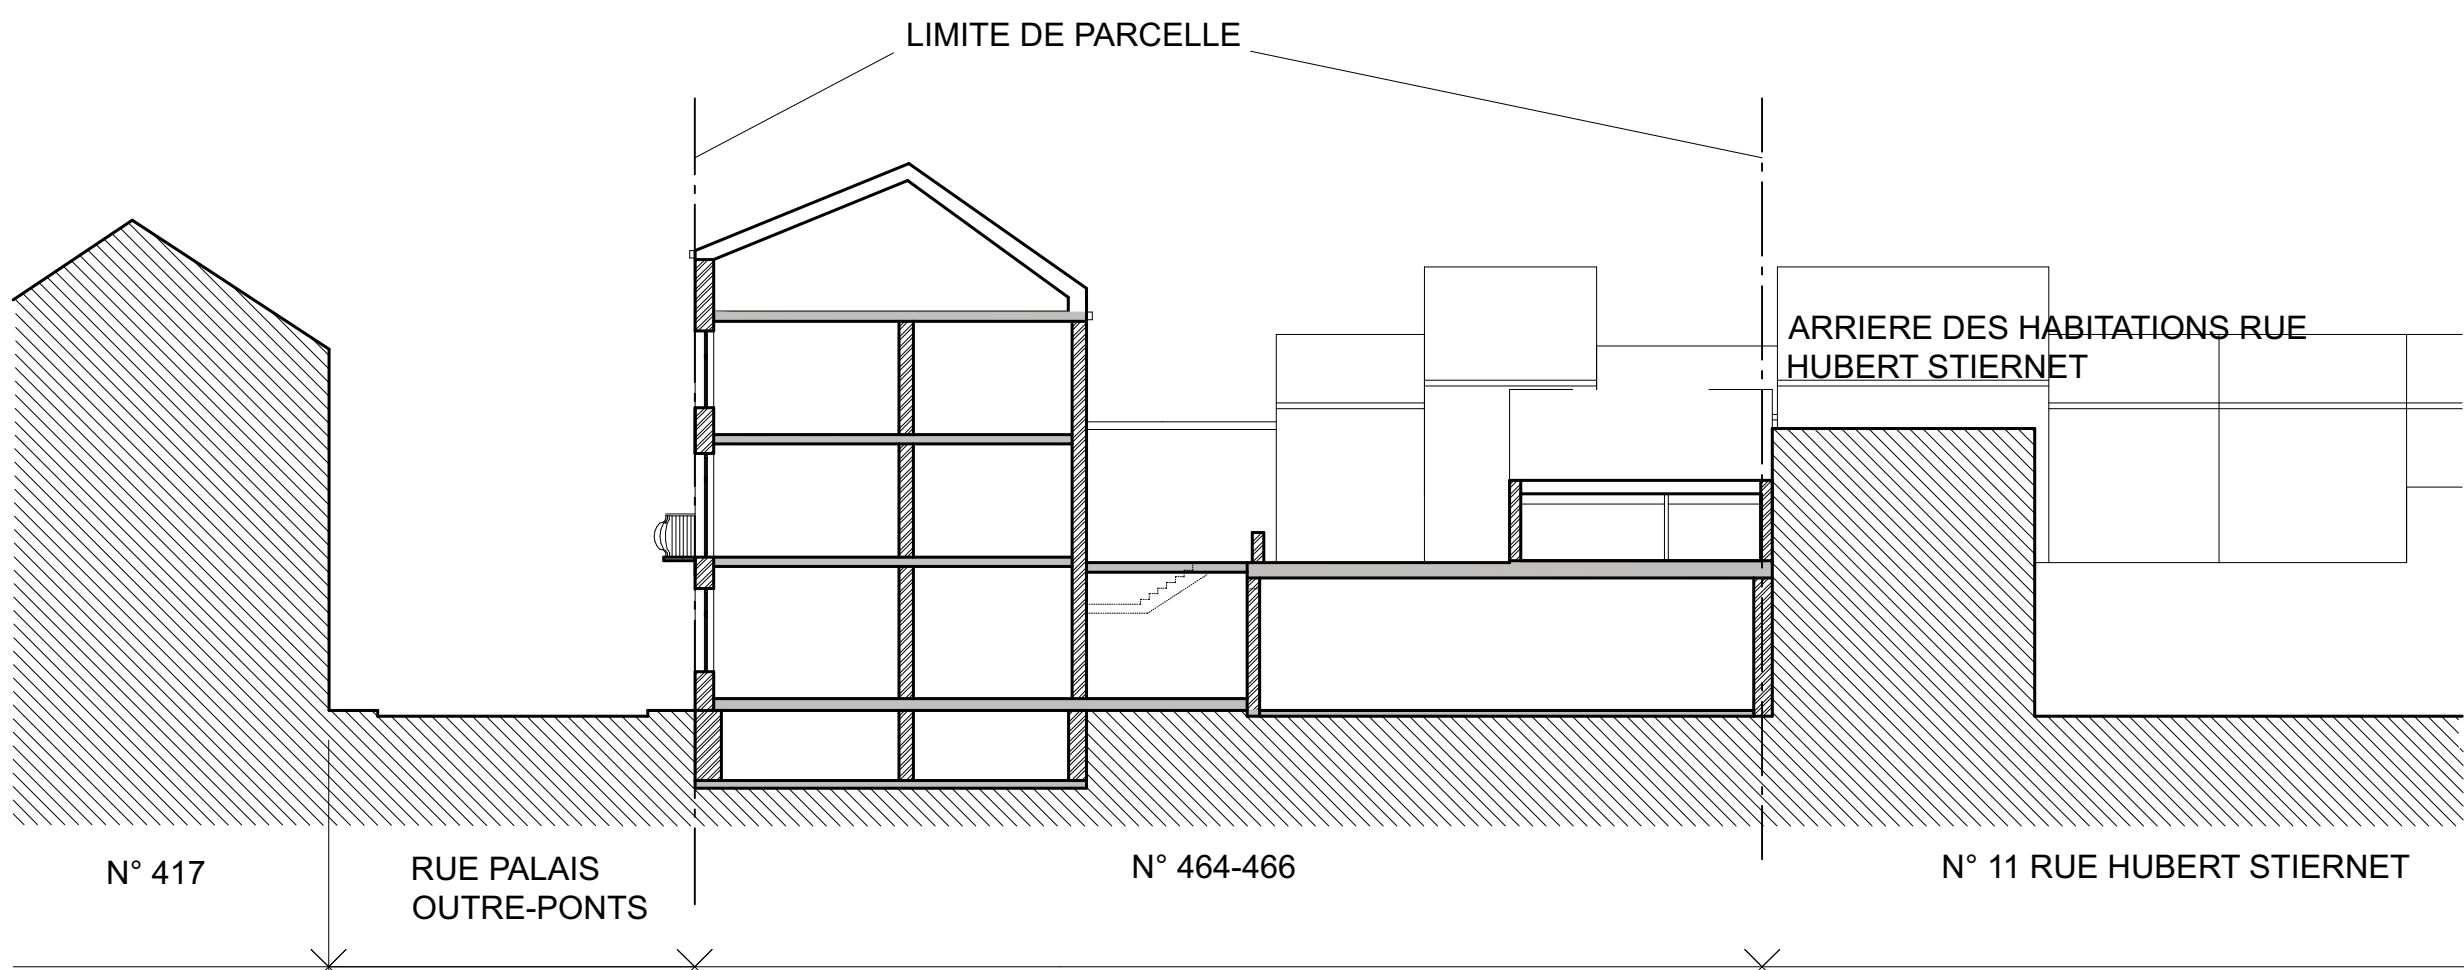 LIMITE DE PARCELLE
ARRIERE DES HABITATIONS RUE
HUBERT STIERNET
N° 417
RUE PALAIS
OUTRE-PONTS
N° 464-466
N° 11 RUE HUBERT STIERNET